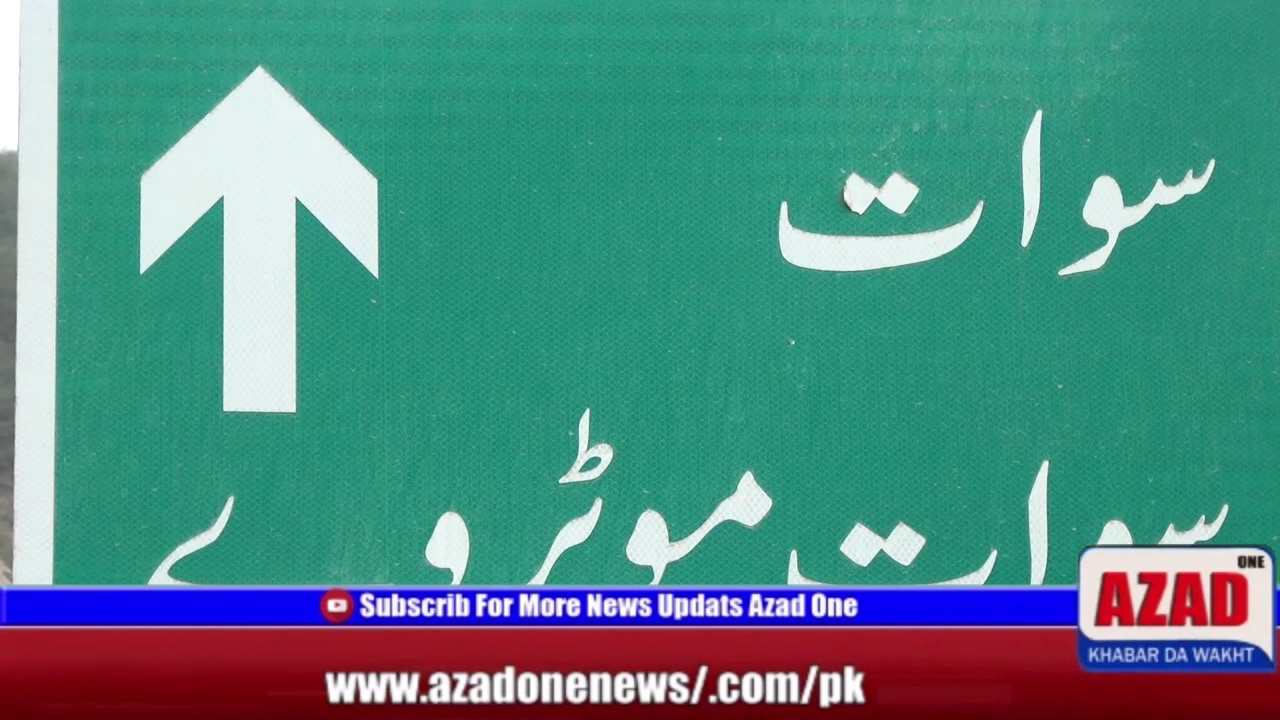 سوات
سوات موٹروے
Subscrib For More News Updats Azad One
ONE
AZAD
KHABAR DA WAKHT
www.azadonenews/.com/pk